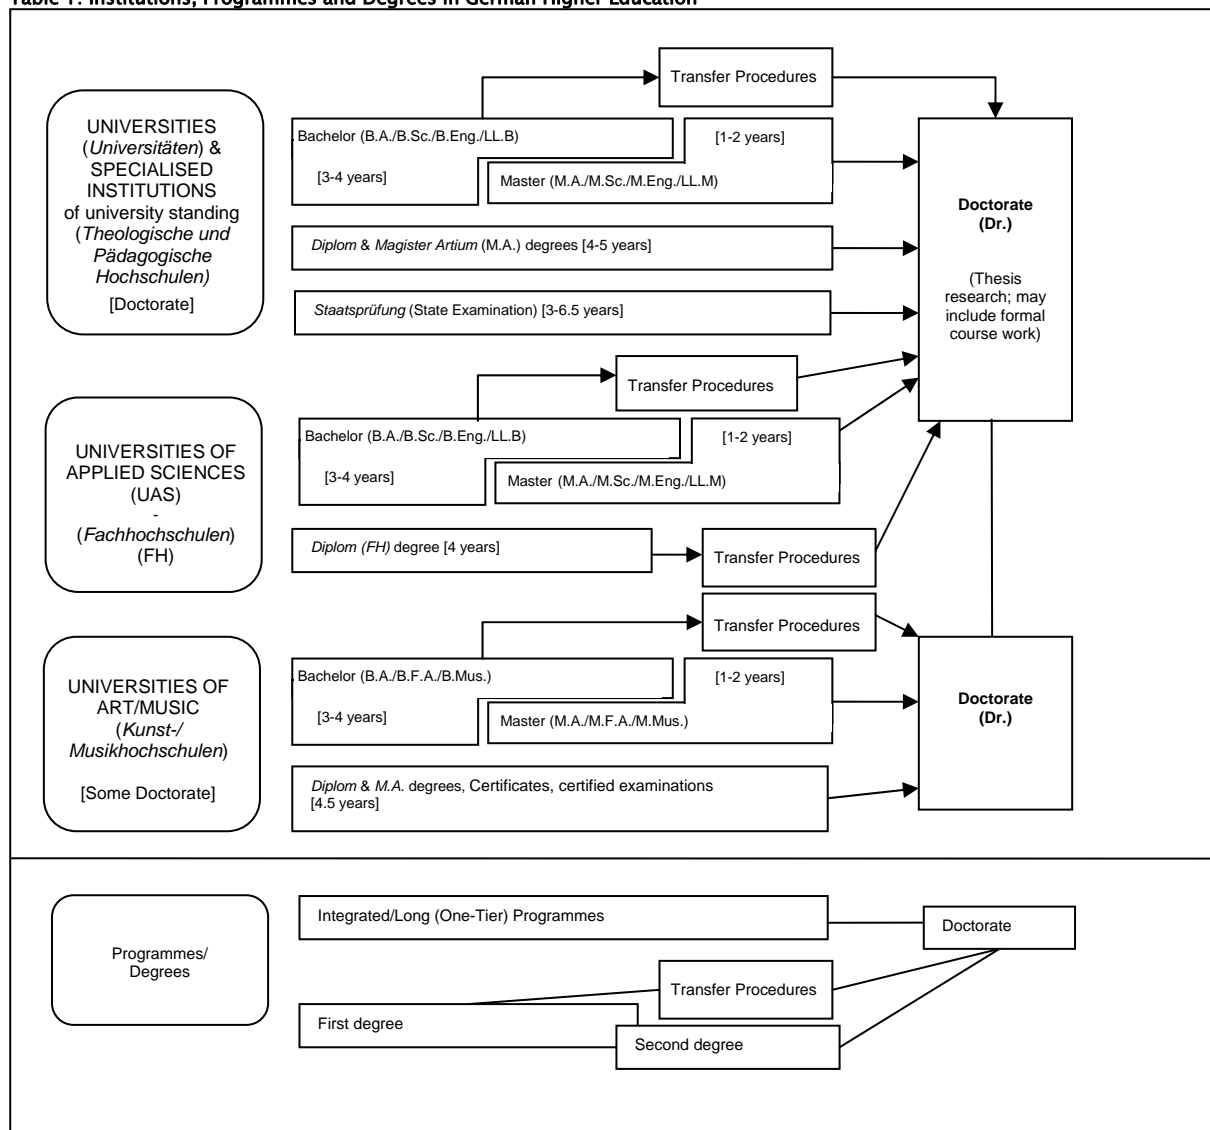 Table 1: Institutions, Programmes and Degrees in German Higher Education
Transfer Procedures
UNIVERSITIES
(Universitäten) &
SPECIALISED
INSTITUTIONS
of university standing
(Theologische und
Pädagogische
Hochschulen)
[Doctorate]
Bachelor (B.A./B.Sc./B.Eng./LL.B)
[3-4 years]
[1-2 years]
Master (M.A./M.Sc./M.Eng./LL.M)
Diplom & Magister Artium (M.A.) degrees [4-5 years]
Staatsprüfung (State Examination) [3-6.5 years]
Doctorate
(Dr.)
(Thesis
research; may
include formal
course work)
Transfer Procedures
UNIVERSITIES OF
APPLIED SCIENCES
(UAS)
-
(Fachhochschulen)
(FH)
Bachelor (B.A./B.Sc./B.Eng./LL.B)
[3-4 years]
[1-2 years]
Master (M.A./M.Sc./M.Eng./LL.M)
Diplom (FH) degree [4 years]
Transfer Procedures
Transfer Procedures
UNIVERSITIES OF
ART/MUSIC
(Kunst-/
Musikhochschulen)
[Some Doctorate]
Bachelor (B.A./B.F.A./B.Mus.)
[3-4 years]
[1-2 years]
Master (M.A./M.F.A./M.Mus.)
Diplom & M.A. degrees, Certificates, certified examinations
[4.5 years]
Doctorate
(Dr.)
Programmes/
Degrees
Integrated/Long (One-Tier) Programmes
Doctorate
Transfer Procedures
First degree
Second degree